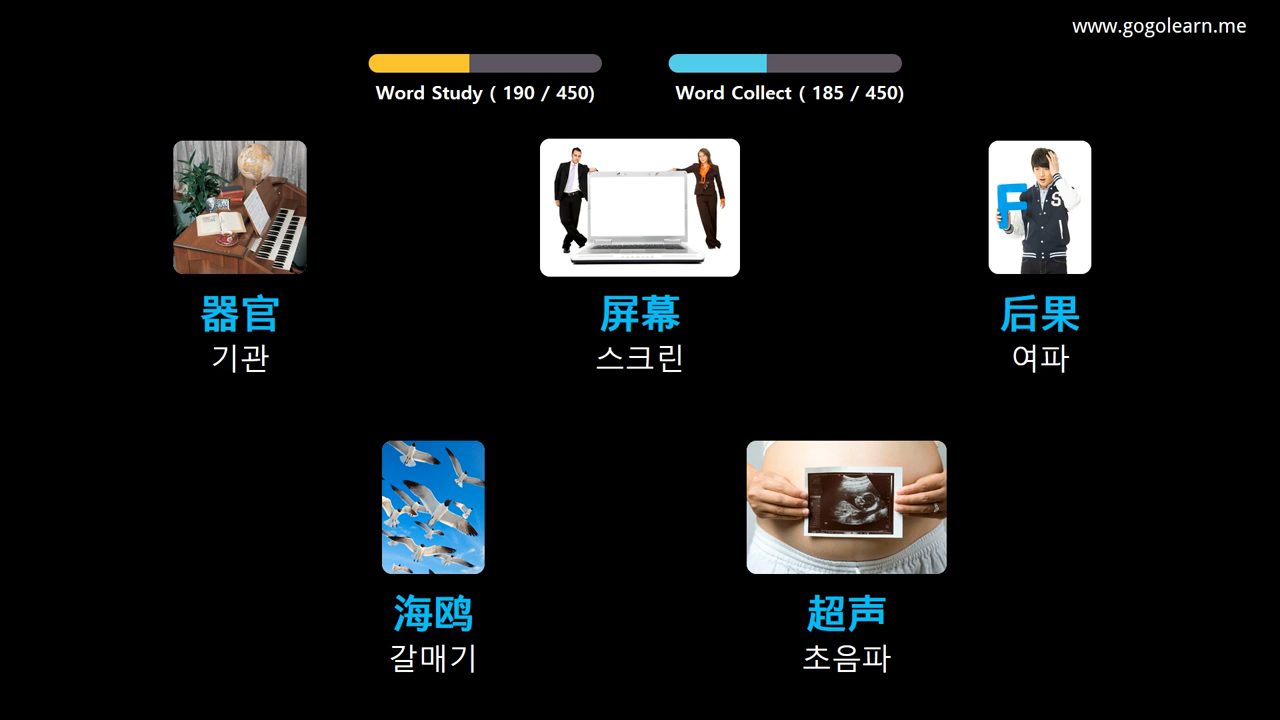 www.gogolearn.me
Word Study ( 190 / 450)
Word Collect ( 185 / 450)
F
S
器官
기관
屏幕
스크린
后果
여파
海鸥
갈매기
超声
초음파